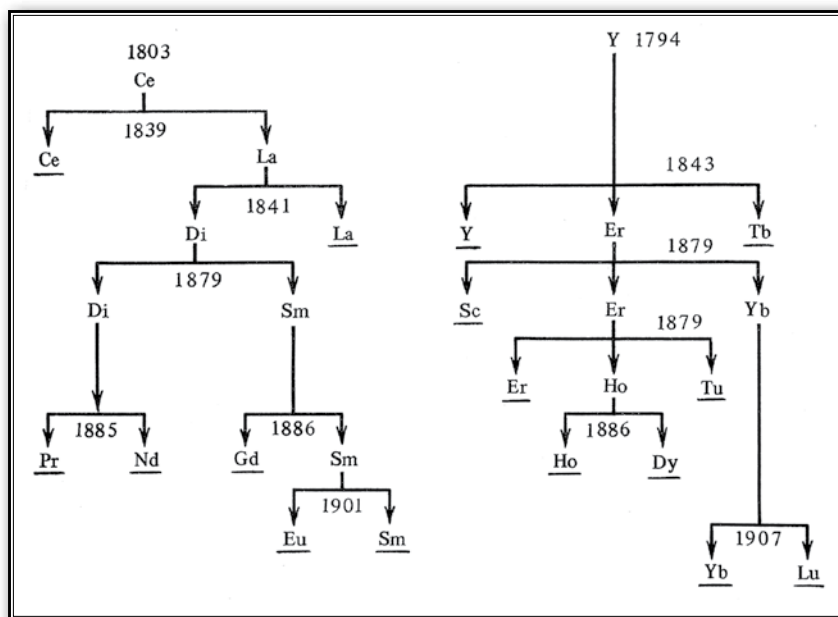 1803
Ce
1839
Ce
La
1841
Di
La
1879
Di
Sm
1885
1886
Pr
Nd
Gd
Sm
1901
Eu
Sm
Y 1794
1843
Y
Er
Tb
1879
Sc
Er
Yb
1879
Er
Ho
Tu
1886
Ho
Dy
1907
Yb
Lu